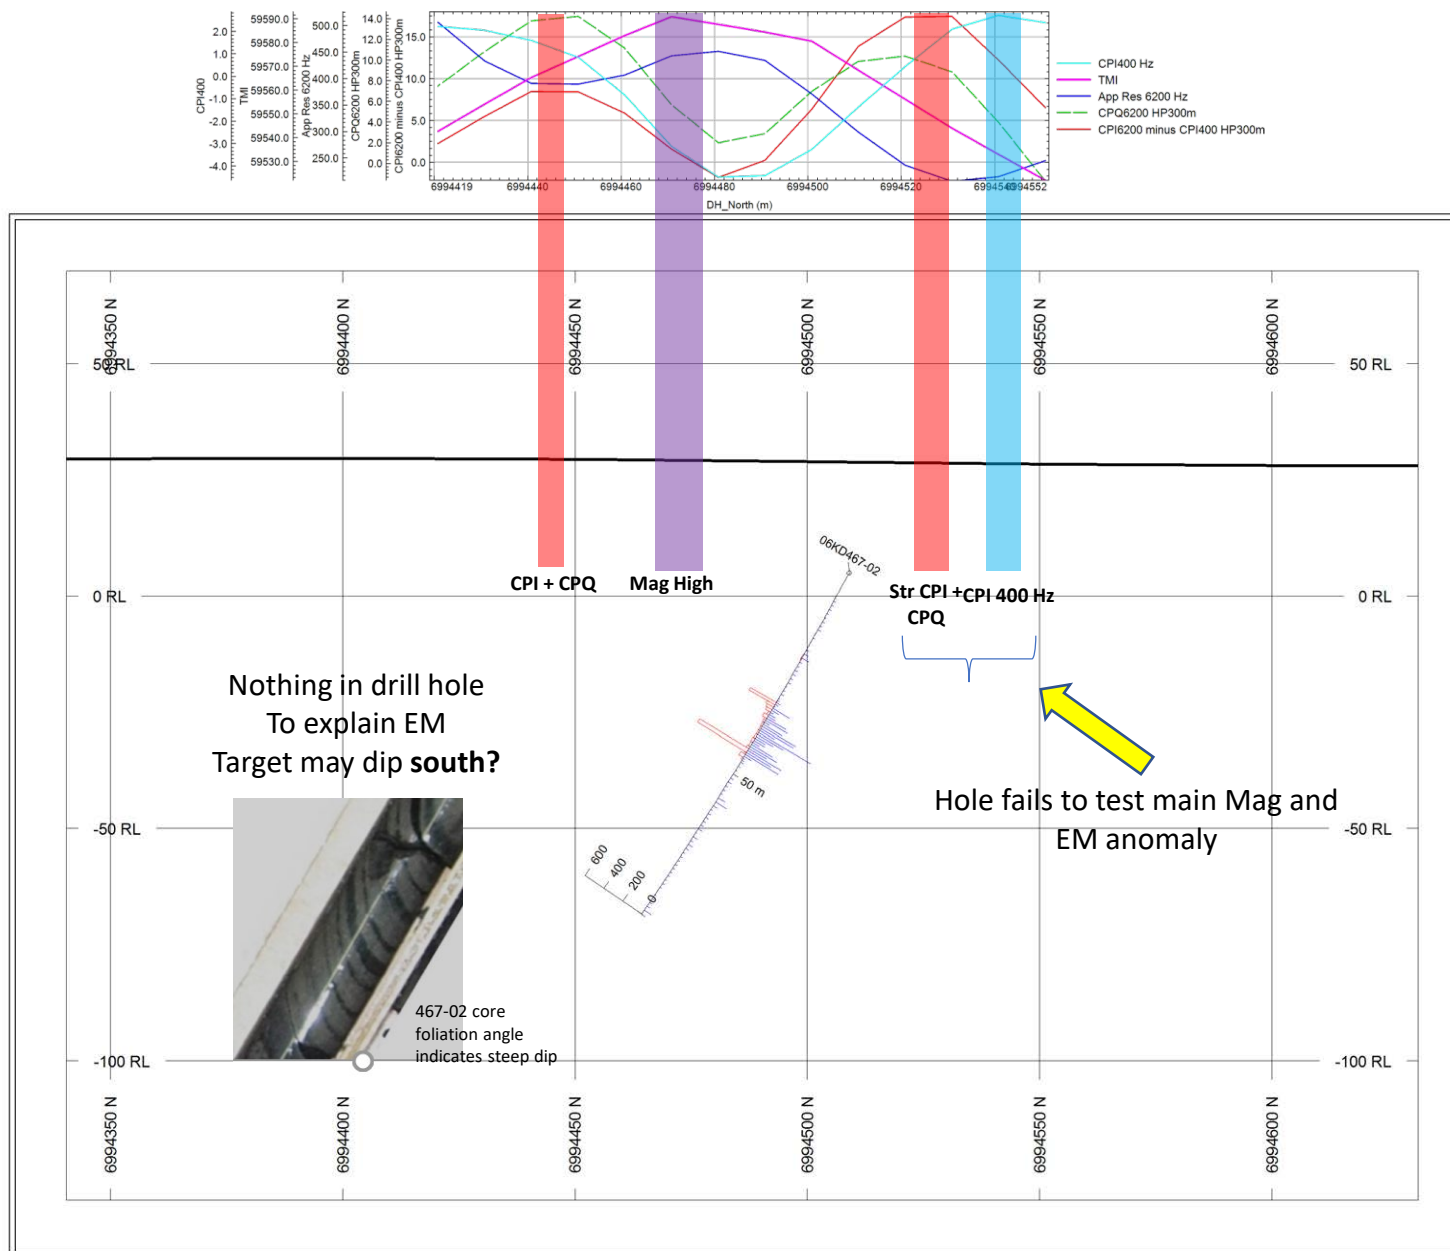 CPI400
2.0
1.0
0.0
-1.0
-2.0
-3.0
-4.0
TMI
59590.0
59580.0
59570.0
59560.0
59550.0
59540.0
59530.0
App Res 6200 Hz
500.0
450.0
400.0
350.0
300.0
250.0
CPQ6200 HP300m
14.0
12.0
10.0
8.0
6.0
4.0
2.0
0.0
CPI6200 minus CPI400 HP300m
15.0
10.0
5.0
0.0
6994419
6994440
6994460
6994480
6994500
6994520
6994540
6994552
DH_North (m)
CPI400 Hz
TMI
App Res 6200 Hz
CPQ6200 HP300m
CPI6200 minus CPI400 HP300m
6994350 N
6994400 N
6994450 N
6994500 N
6994550 N
6994600 N
50 RL
50 RL
06KD467-02
CPI + CPQ
Mag High
Str CPI +
CPQ
CPI 400 Hz
0 RL
0 RL
Nothing in drill hole
To explain EM
Target may dip south?
50 m
Hole fails to test main Mag and
EM anomaly
-50 RL
-50 RL
600
400
200
0
467-02 core
foliation angle
indicates steep dip
-100 RL
-100 RL
6994350 N
6994400 N
6994450 N
6994500 N
6994550 N
6994600 N